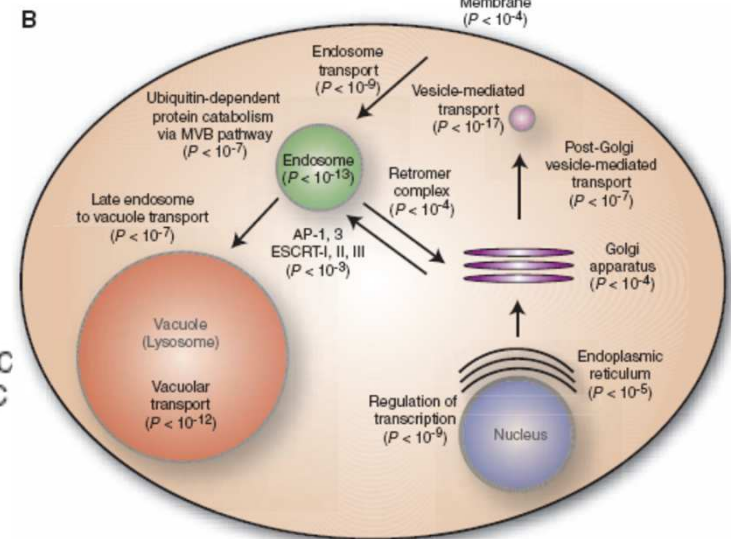 B
Membrane
(P < 10-4)
Endosome
transport
(P < 10-9)
Vesicle-mediated
transport
(P < 10-17)
Ubiquitin-dependent
protein catabolism
via MVB pathway
(P < 10-7)
Post-Golgi
vesicle-mediated
transport
(P < 10-7)
Endosome
(P < 10-13)
Retromer
complex
(P < 10-4)
Late endosome
to vacuole transport
(P < 10-7)
AP-1, 3
ESCRT-I, II, III
(P < 10-3)
Golgi
apparatus
(P < 10-4)
Vacuole
(Lysosome)
Vacuolar
transport
(P < 10-12)
Endoplasmic
reticulum
(P < 10-5)
Regulation of
transcription
(P < 10-9)
Nucleus
C
C